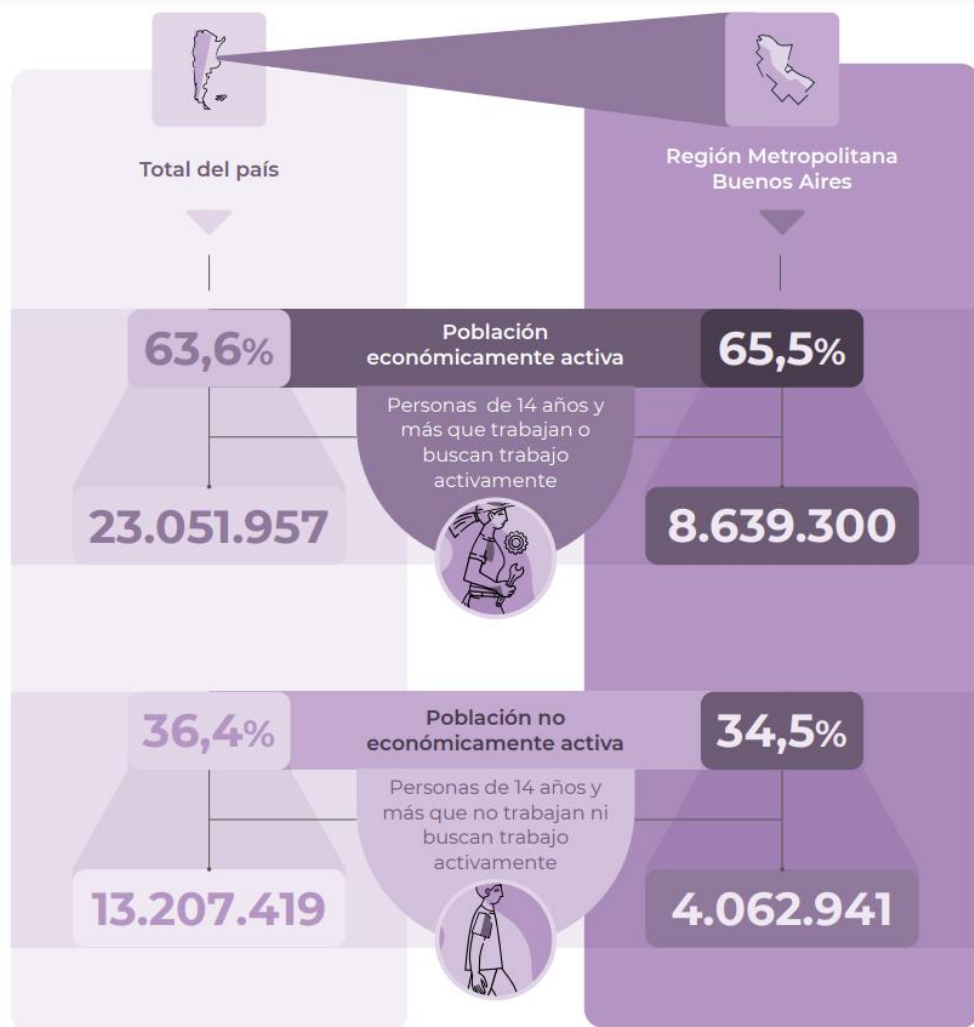 Total del país
Región Metropolitana
Buenos Aires
63,6%
Población
económicamente activa
65,5%
Personas de 14 años y
más que trabajan o
buscan trabajo
activamente
23.051.957
8.639.300
36,4%
Población no
económicamente activa
34,5%
Personas de 14 años y
más que no trabajan ni
buscan trabajo
activamente
13.207.419
4.062.941